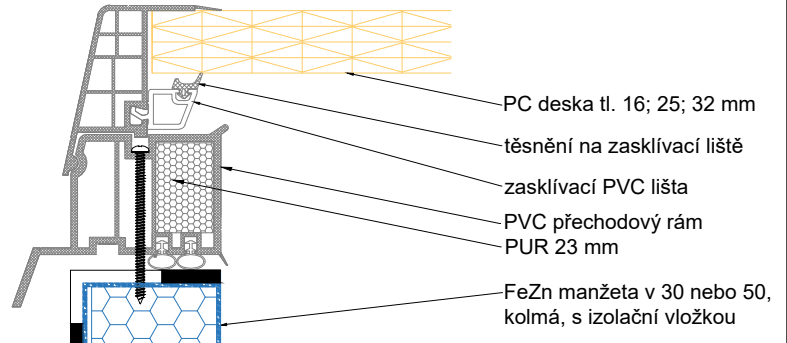 PC deska tl. 16; 25; 32 mm
těsnění na zasklívací liště
zasklívací PVC lišta
PVC přechodový rám
PUR 23 mm
FeZn manžeta v 30 nebo 50,
kolmá, s izolační vložkou